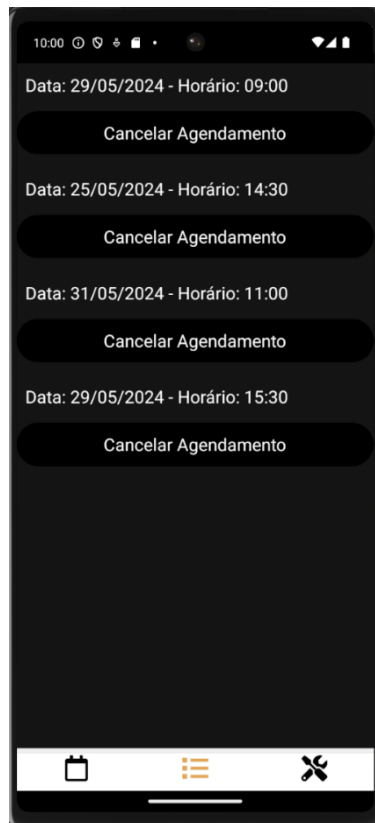 10:00
Data: 29/05/2024 - Horário: 09:00
Cancelar Agendamento
Data: 25/05/2024 - Horário: 14:30
Cancelar Agendamento
Data: 31/05/2024 - Horário: 11:00
Cancelar Agendamento
Data: 29/05/2024 - Horário: 15:30
Cancelar Agendamento